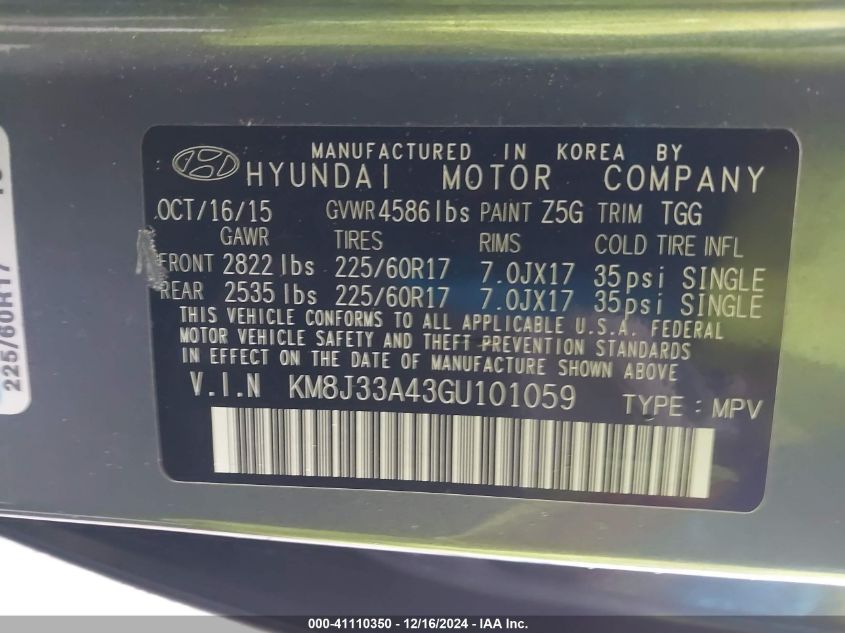 MANUFACTURED IN KOREA BY
HYUNDAI MOTOR COMPANY
OCT/16/15 GVWR 4586 lbs PAINT Z5G TRIM TGG
GAWR TIRES RIMS COLD TIRE INFL
FRONT 2822 lbs 225/60R17 7.0JX17 35psi SINGLE
REAR 2535 lbs 225/60R17 7.0JX17 35psi SINGLE
THIS VEHICLE CONFORMS TO ALL APPLICABLE U.S.A. FEDERAL
MOTOR VEHICLE SAFETY AND THEFT PREVENTION STANDARDS
IN EFFECT ON THE DATE OF MANUFACTURE SHOWN ABOVE
V.I.N KM8J33A43GU101059 TYPE : MPV
225/60R17
000-41110350 - 12/16/2024 - IAA Inc.